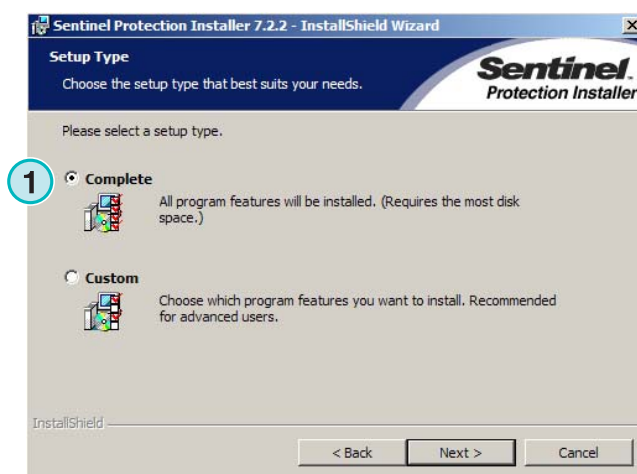 Sentinel Protection Installer 7.2.2 - InstallShield Wizard
Setup Type
Choose the setup type that best suits your needs.
Sentinel.
Protection Installer
Please select a setup type.
1
Complete
All program features will be installed. (Requires the most disk
space.)
Custom
Choose which program features you want to install. Recommended
for advanced users.
InstallShield
< Back
Next >
Cancel